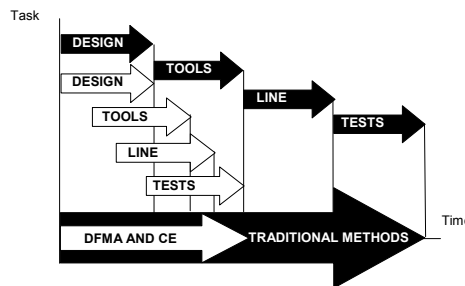 Task
DESIGN
TOOLS
DESIGN
LINE
TOOLS
TESTS
LINE
TESTS
Time
DFMA AND CE
TRADITIONAL METHODS